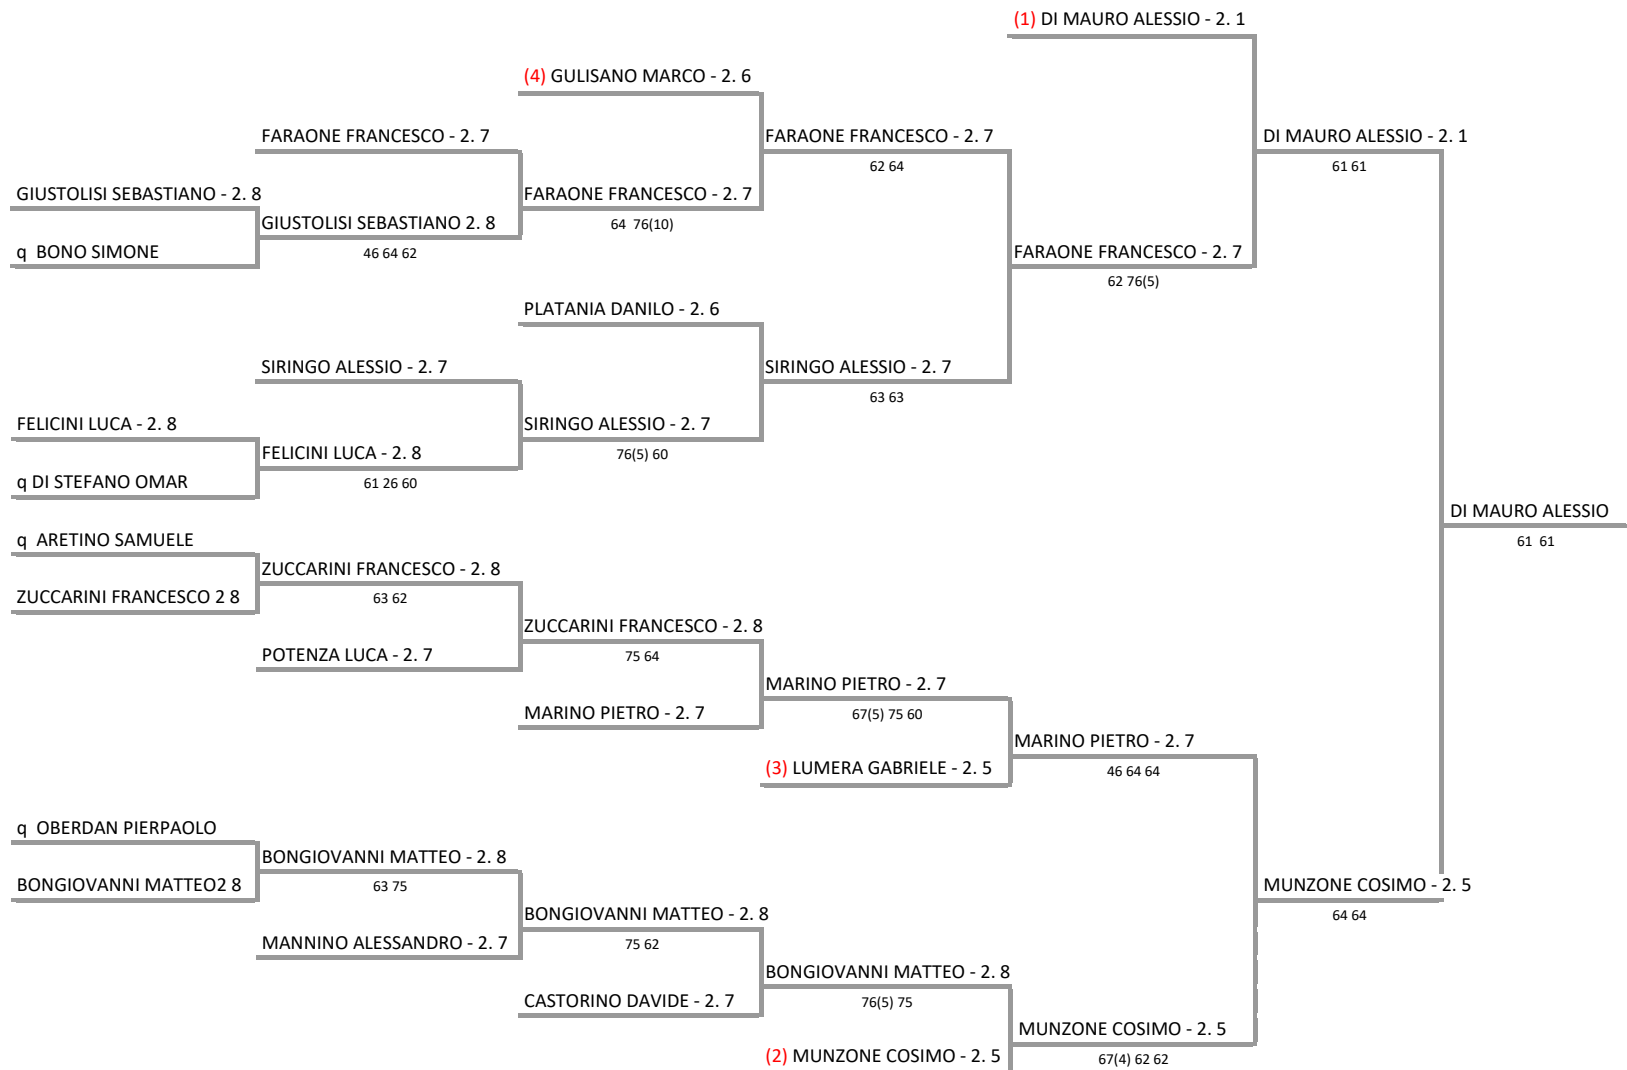 (1) DI MAURO ALESSIO - 2. 1
(4) GULISANO MARCO - 2. 6
FARAONE FRANCESCO - 2. 7
FARAONE FRANCESCO - 2. 7
DI MAURO ALESSIO - 2. 1
62 64
61 61
GIUSTOLISI SEBASTIANO - 2. 8
FARAONE FRANCESCO - 2. 7
GIUSTOLISI SEBASTIANO 2. 8
64 76(10)
q BONO SIMONE
46 64 62
FARAONE FRANCESCO - 2. 7
62 76(5)
PLATANIA DANILO - 2. 6
SIRINGO ALESSIO - 2. 7
SIRINGO ALESSIO - 2. 7
63 63
FELICINI LUCA - 2. 8
SIRINGO ALESSIO - 2. 7
FELICINI LUCA - 2. 8
76(5) 60
q DI STEFANO OMAR
61 26 60
DI MAURO ALESSIO
61 61
q ARETINO SAMUELE
ZUCCARINI FRANCESCO - 2. 8
ZUCCARINI FRANCESCO 2 8
63 62
ZUCCARINI FRANCESCO - 2. 8
POTENZA LUCA - 2. 7
75 64
MARINO PIETRO - 2. 7
MARINO PIETRO - 2. 7
67(5) 75 60
MARINO PIETRO - 2. 7
(3) LUMERA GABRIELE - 2. 5
46 64 64
q OBERDAN PIERPAOLO
BONGIOVANNI MATTEO - 2. 8
BONGIOVANNI MATTEO2 8
63 75
MUNZONE COSIMO - 2. 5
64 64
BONGIOVANNI MATTEO - 2. 8
MANNINO ALESSANDRO - 2. 7
75 62
BONGIOVANNI MATTEO - 2. 8
CASTORINO DAVIDE - 2. 7
76(5) 75
MUNZONE COSIMO - 2. 5
(2) MUNZONE COSIMO - 2. 5
67(4) 62 62